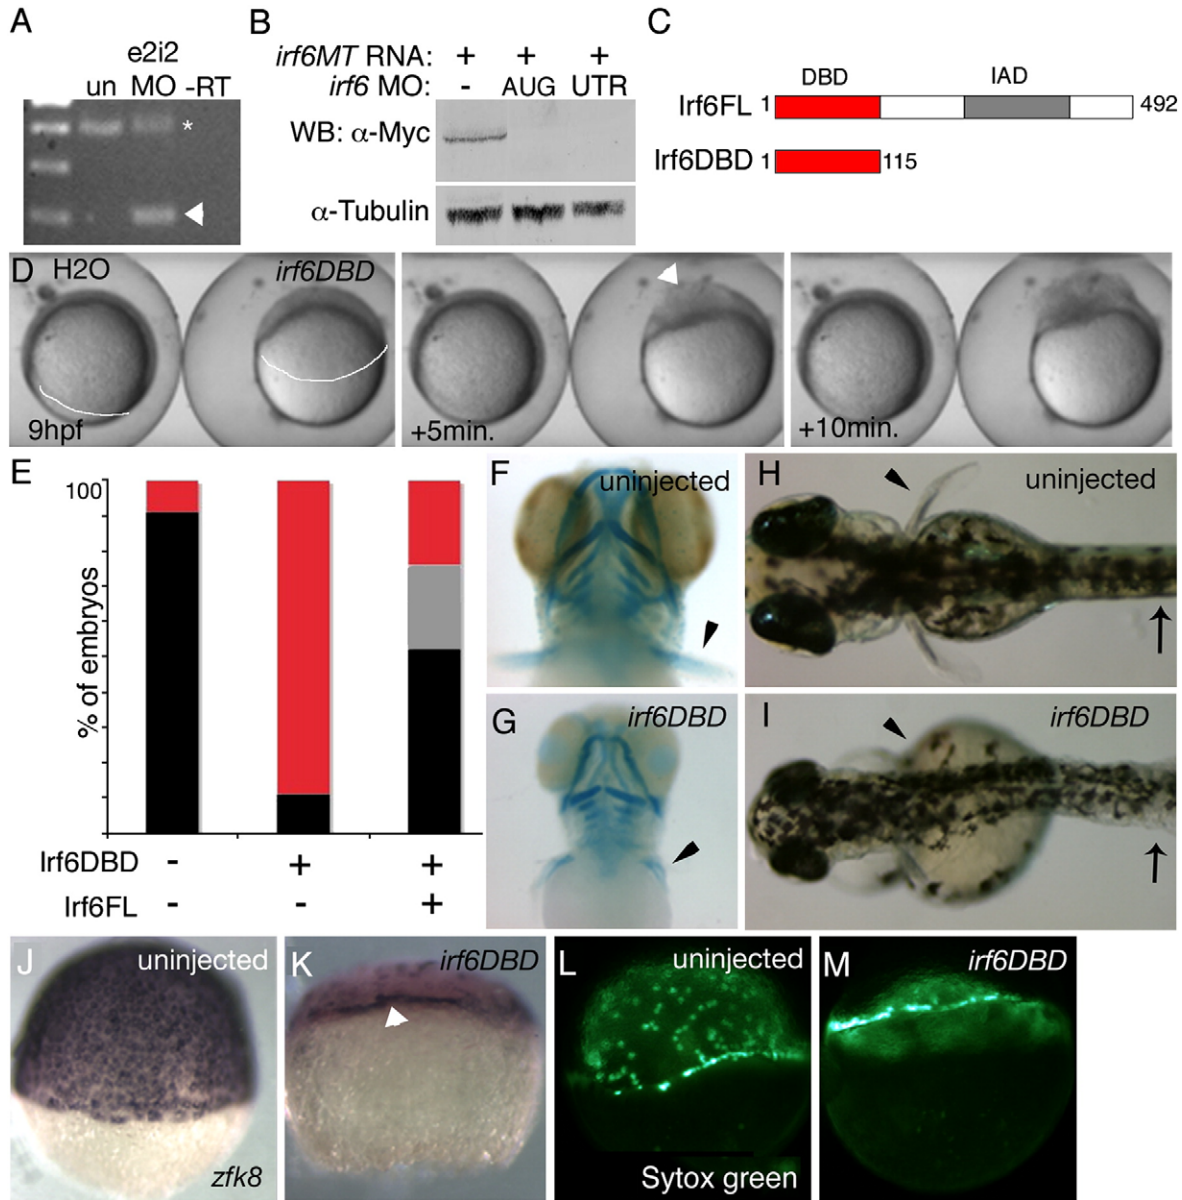 A
e2i2
un MO -RT
*
B
irf6MT RNA: + + +
irf6 MO: - AUG UTR
WB: α-Myc
α-Tubulin
C
DBD IAD
Irf6FL 1 492
Irf6DBD 1 115
D H2O irf6DBD
9hpf +5min. +10min.
E
100
% of embryos
Irf6DBD - + +
Irf6FL - - +
F uninjected
G irf6DBD
H uninjected
I irf6DBD
J uninjected
zfk8
K irf6DBD
L uninjected
Sytox green
M irf6DBD